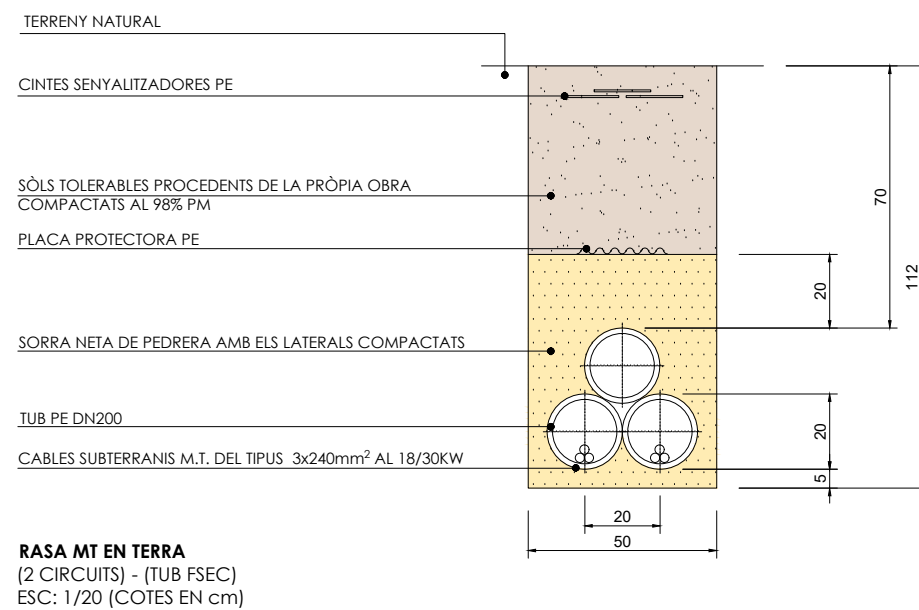 TERRENY NATURAL
CINTES SENYALITZADORES PE
SÒLS TOLERABLES PROCEDENTS DE LA PRÒPIA OBRA
COMPACTATS AL 98% PM
PLACA PROTECTORA PE
SORRA NETA DE PEDRERA AMB ELS LATERALS COMPACTATS
TUB PE DN200
CABLES SUBTERRANIS M.T. DEL TIPUS 3x240mm² AL 18/30KW
70
112
20
20
5
20
50
RASA MT EN TERRA
(2 CIRCUITS) - (TUB FSEC)
ESC: 1/20 (COTES EN cm)